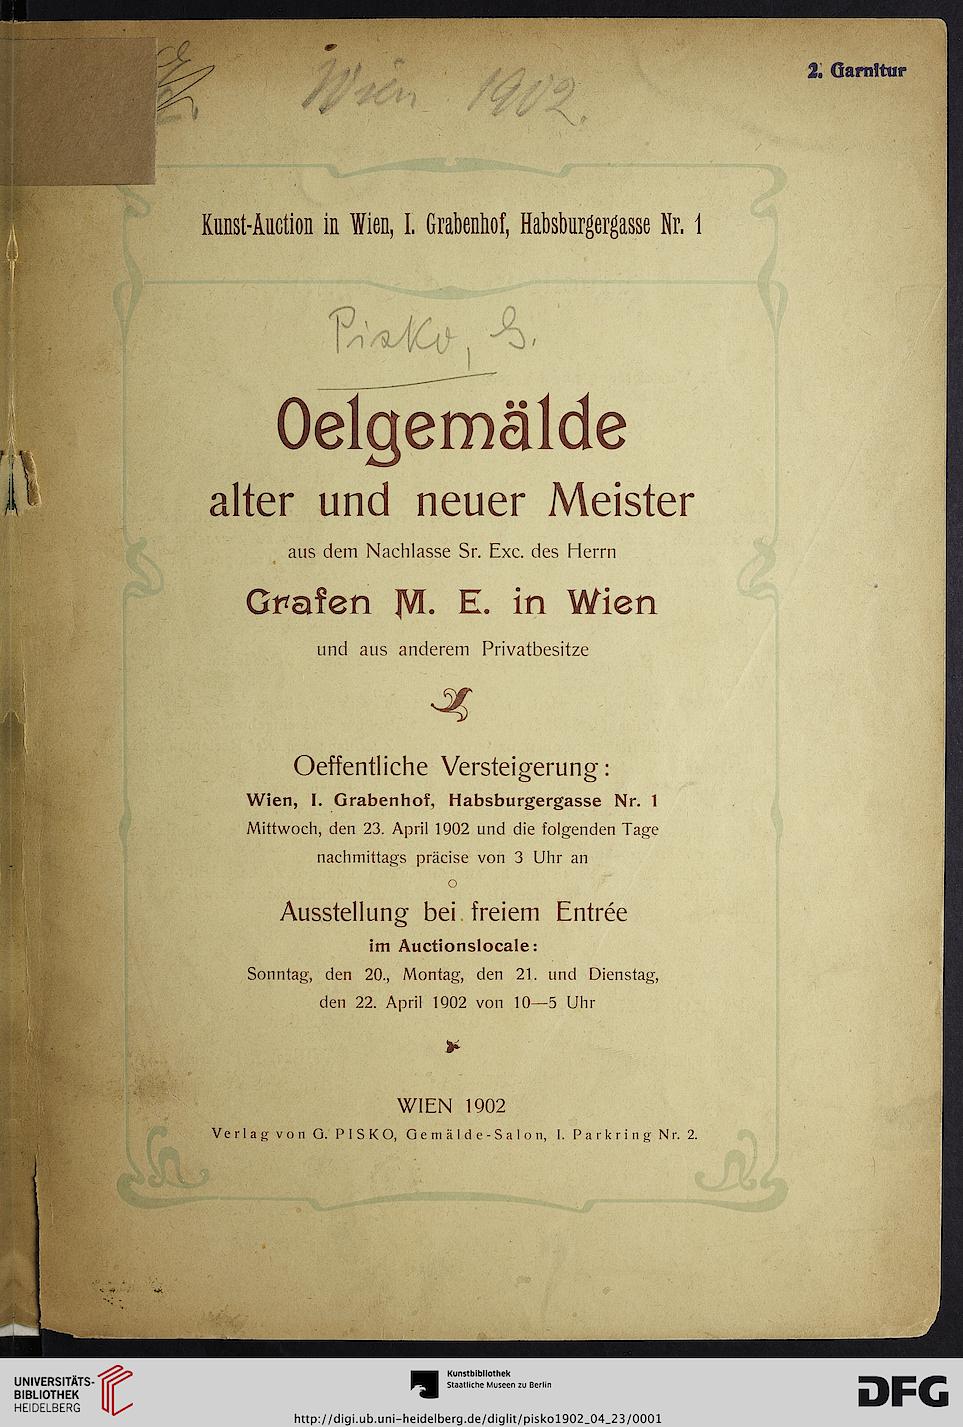 2. Garnitur
Wien 1902.
Kunst-Auction in Wien, I. Grabenhof, Habsburgergasse Nr. 1
Pisko, G.
Oelgemälde
alter und neuer Meister
aus dem Nachlasse Sr. Exc. des Herrn
Grafen M. E. in Wien
und aus anderem Privatbesitze
Oeffentliche Versteigerung:
Wien, I. Grabenhof, Habsburgergasse Nr. 1
Mittwoch, den 23. April 1902 und die folgenden Tage
nachmittags präcise von 3 Uhr an
Ausstellung bei freiem Entrée
im Auctionslocale:
Sonntag, den 20., Montag, den 21. und Dienstag,
den 22. April 1902 von 10—5 Uhr
WIEN 1902
Verlag von G. PISKO, Gemälde-Salon, I. Parkring Nr. 2.
UNIVERSITÄTS-
BIBLIOTHEK
HEIDELBERG
Kunstbibliothek
Staatliche Museen zu Berlin
DFG
http://digi.ub.uni-heidelberg.de/diglit/pisko1902_04_23/0001